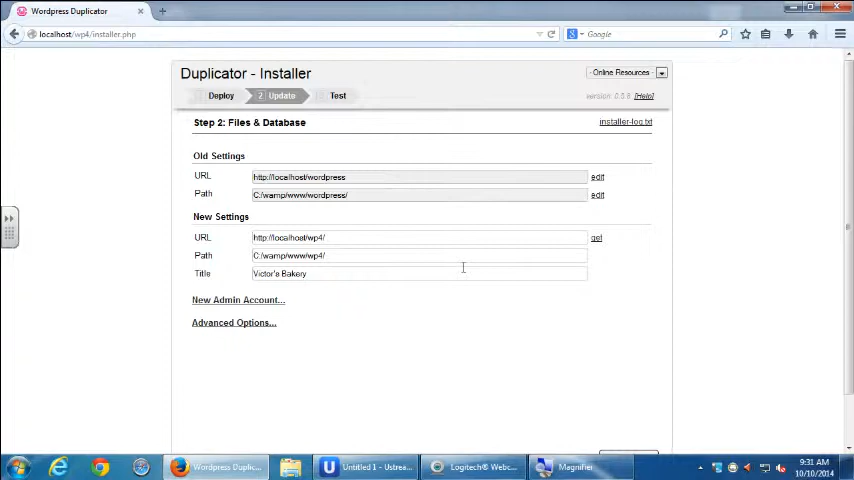 Wordpress Duplicator
localhost/wp4/installer.php
Google
Duplicator - Installer
- Online Resources -
Deploy
2 Update
Test
version: 0.5.8 [Help]
Step 2: Files & Database
installer-log.txt
Old Settings
URL
http://localhost/wordpress
edit
Path
C:/wamp/www/wordpress/
edit
New Settings
URL
http://localhost/wp4/
get
Path
C:/wamp/www/wp4/
Title
Victor's Bakery
New Admin Account...
Advanced Options...
Wordpress Duplic...
Untitled 1 - Ustrea...
Logitech® Webc...
Magnifier
9:31 AM
10/10/2014